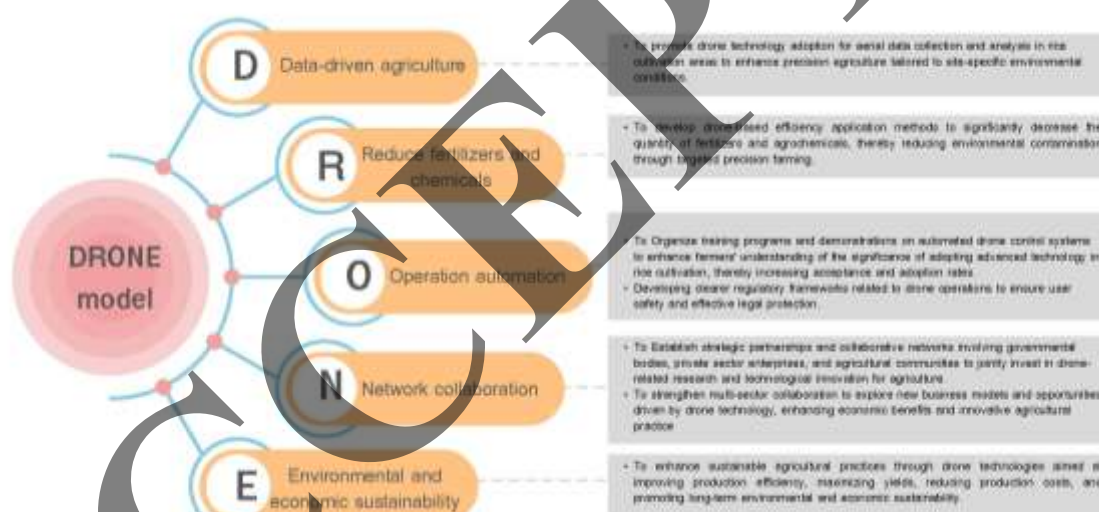 D
Data-driven agriculture
• To promote drone technology adoption for aerial data collection and analysis in rice
cultivation areas to enhance precision agriculture tailored to site-specific environmental
conditions.
R
Reduce fertilizers and
chemicals
• To develop drone-based efficiency application methods to significantly decrease the
quantity of fertilizers and agrochemicals, thereby reducing environmental contamination
through targeted precision farming.
DRONE
model
O
Operation automation
• To Organize training programs and demonstrations on automated drone control systems
to enhance farmers' understanding of the significance of adopting advanced technology in
rice cultivation, thereby increasing acceptance and adoption rates
• Developing clearer regulatory frameworks related to drone operations to ensure user
safety and effective legal protection.
N
Network collaboration
• To Establish strategic partnerships and collaborative networks involving governmental
bodies, private sector enterprises, and agricultural communities to jointly invest in drone-
related research and technological innovation for agriculture
• To strengthen multi-sector collaboration to explore new business models and opportunities
driven by drone technology, enhancing economic benefits and innovative agricultural
practice
E
Environmental and
economic sustainability
• To enhance sustainable agricultural practices through drone technologies aimed
improving production efficiency, maximizing yields, reducing production costs, and
promoting long-term environmental and economic sustainability.
CCEP